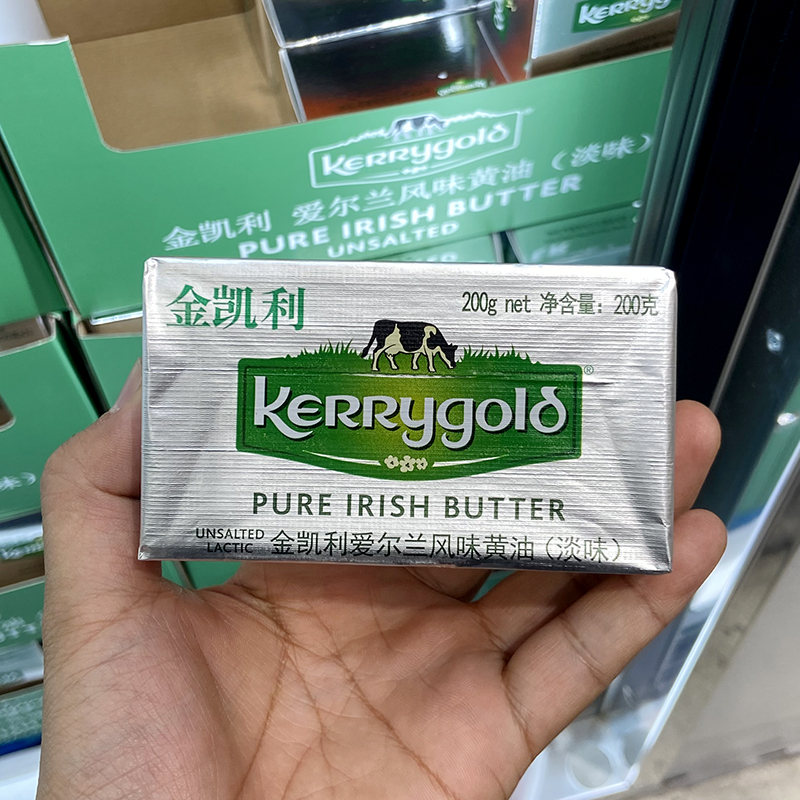 Kerrygold
Kerrygold
金凯利 爱尔兰风味黄油（淡味）
PURE IRISH BUTTER
UNSALTED
金凯利
200g net 净含量：200克
Kerrygold®
PURE IRISH BUTTER
UNSALTED
LACTIC
金凯利爱尔兰风味黄油（淡味）